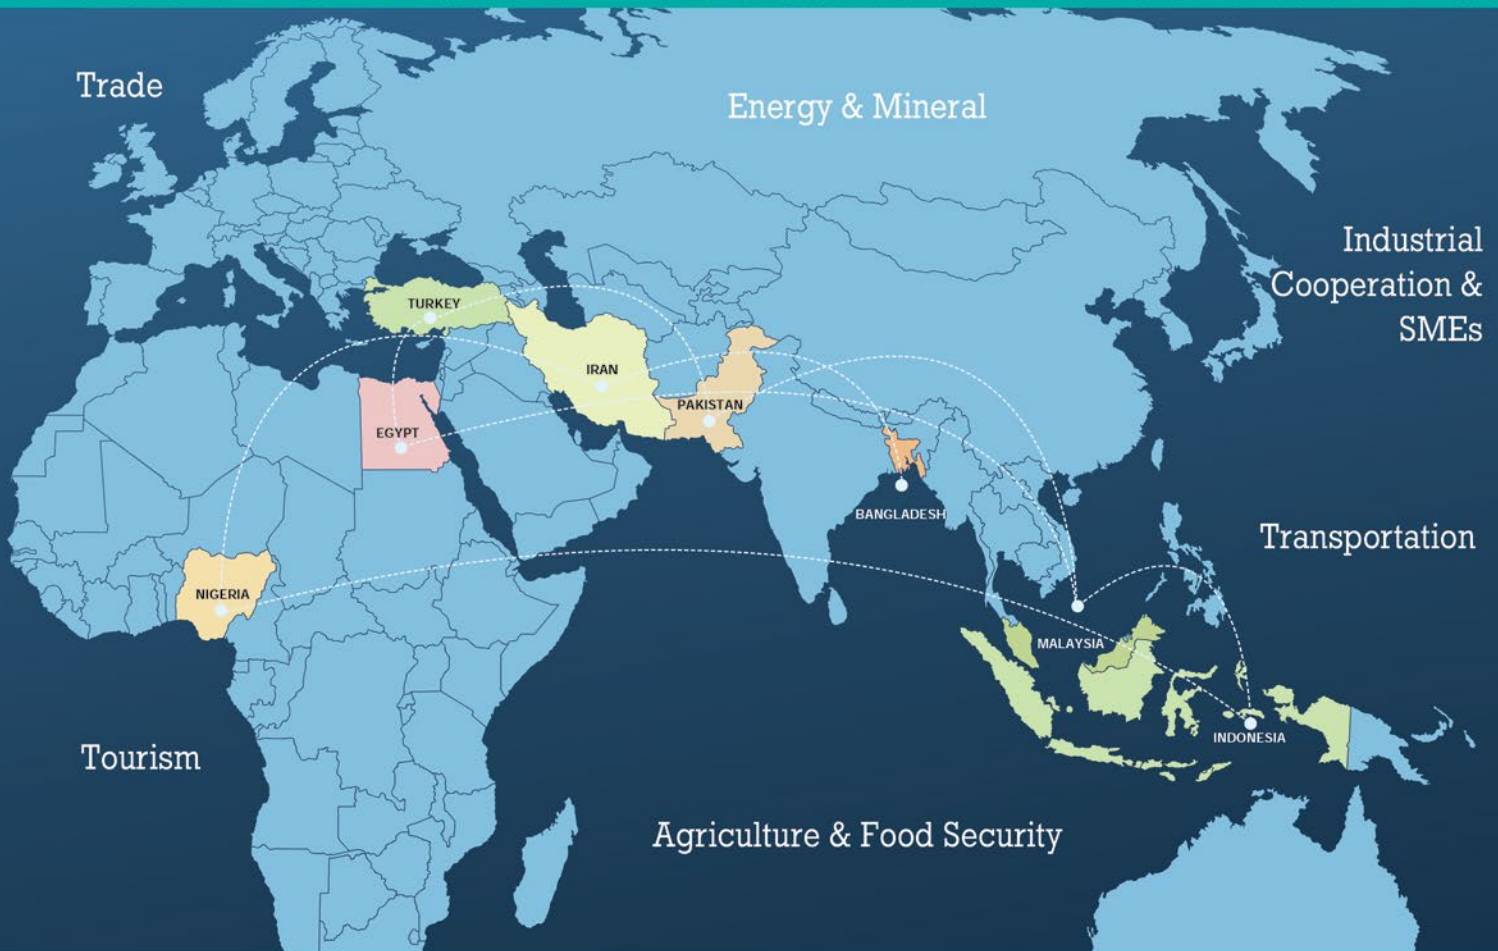 Trade
Energy & Mineral
Industrial
Cooperation &
SMEs
TURKEY
IRAN
PAKISTAN
EGYPT
BANGLADESH
Transportation
NIGERIA
MALAYSIA
INDONESIA
Tourism
Agriculture & Food Security